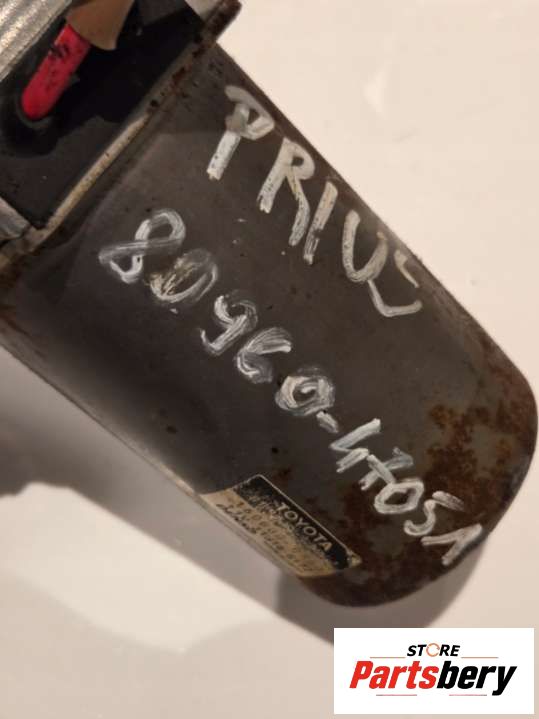 PRIUS
80960-47051
TOYOTA
STORE
Partsbery